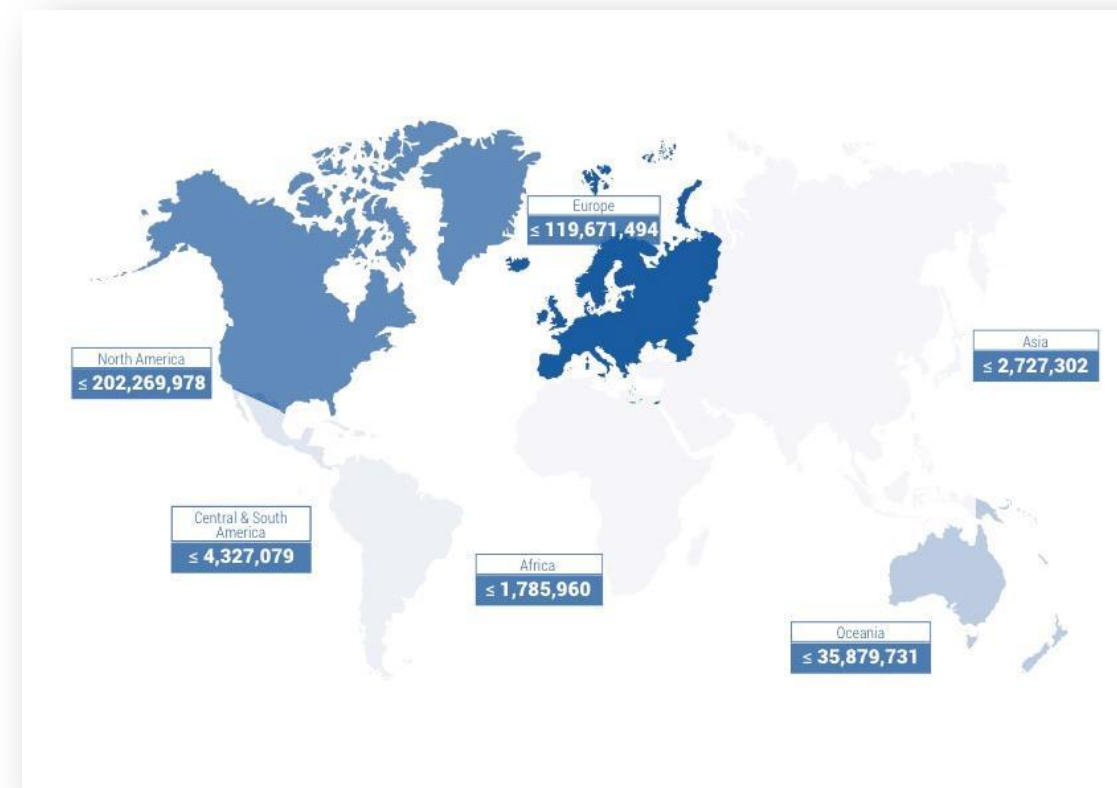 Europe
≤ 119,671,494
North America
≤ 202,269,978
Asia
≤ 2,727,302
Central & South
America
≤ 4,327,079
Africa
≤ 1,785,960
Oceania
≤ 35,879,731